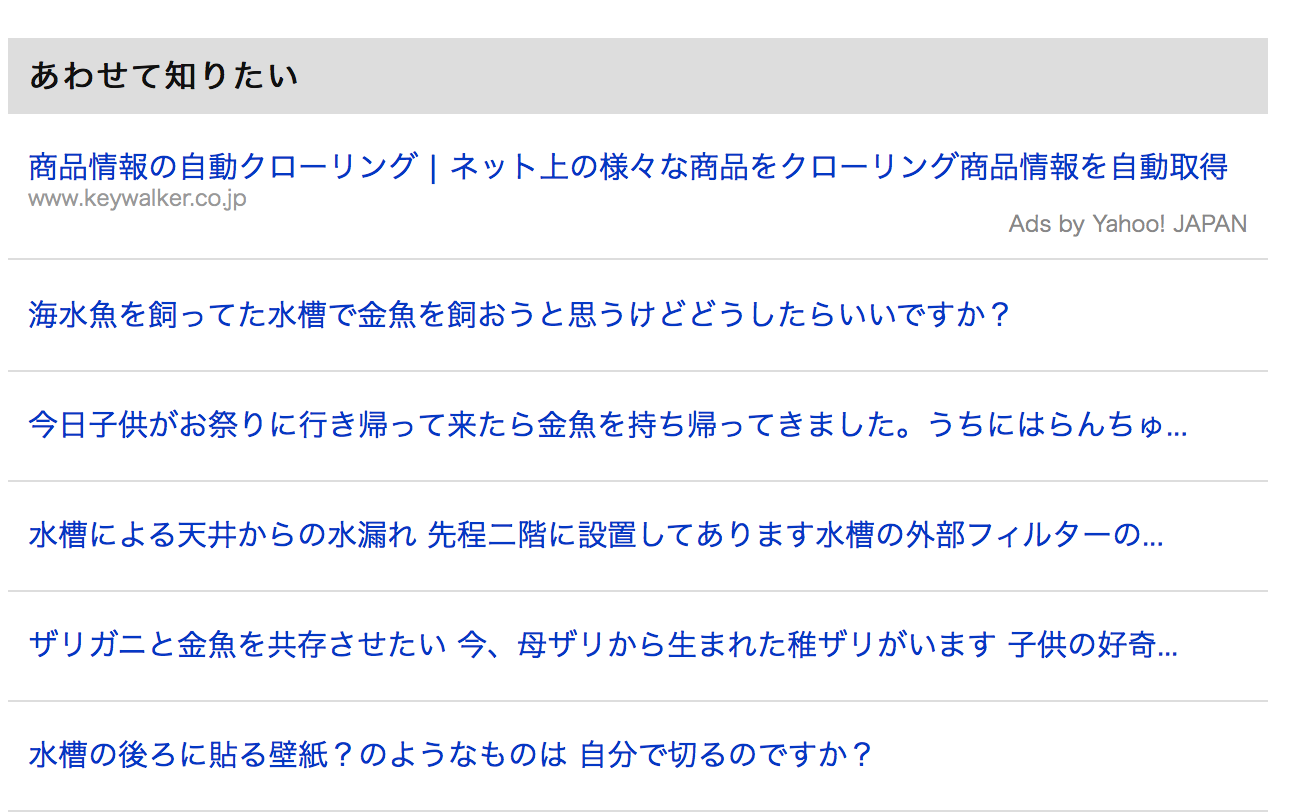 あわせて知りたい
商品情報の自動クローリング | ネット上の様々な商品をクローリング商品情報を自動取得
www.keywalker.co.jp
Ads by Yahoo! JAPAN
海水魚を飼ってた水槽で金魚を飼おうと思うけどどうしたらいいですか？
今日子供がお祭りに行き帰って来たら金魚を持ち帰ってきました。うちにはらんちゅ...
水槽による天井からの水漏れ 先程二階に設置してあります水槽の外部フィルターの...
ザリガニと金魚を共存させたい 今、母ザリから生まれた稚ザリがいます 子供の好奇...
水槽の後ろに貼る壁紙？のようなものは 自分で切るのですか？